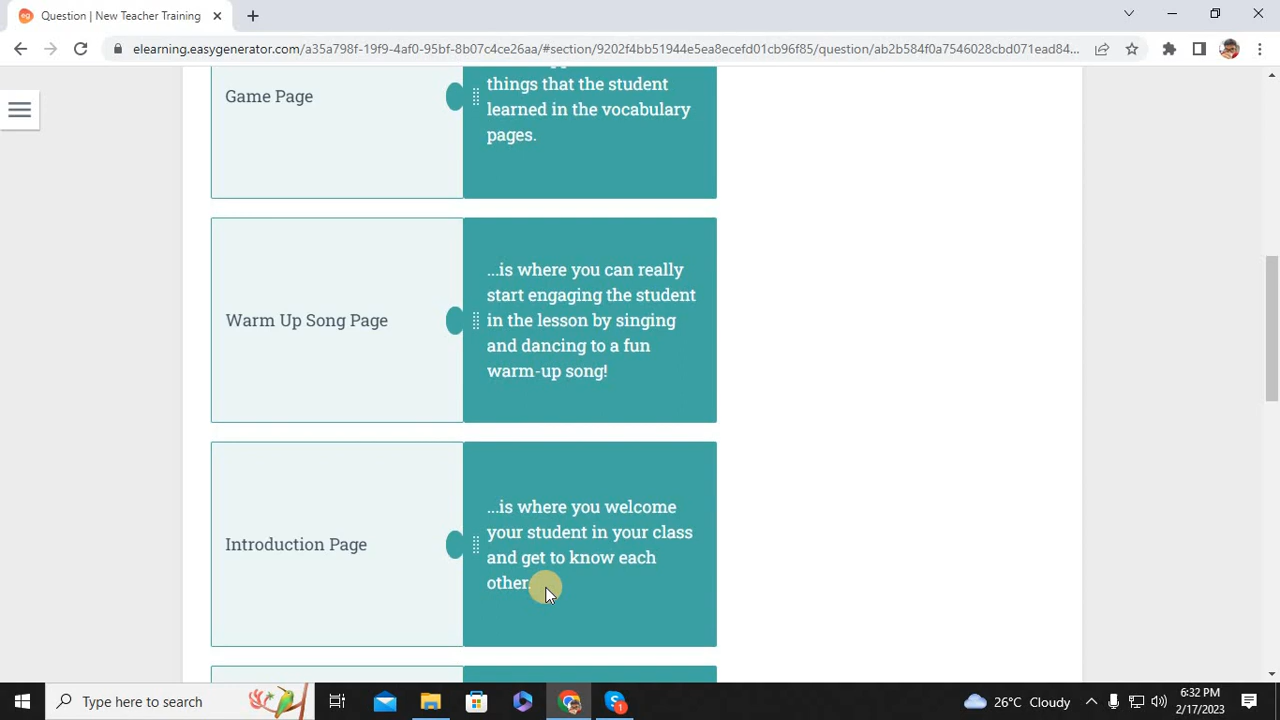 Question | New Teacher Training
elearning.easygenerator.com/a35a798f-19f9-4af0-95bf-8b07c4ce26aa/#section/9202f4bb51944e5ea8ecefd01cb96f85/question/ab2b584f0a7546028cbd071ead84...
Game Page
things that the student
learned in the vocabulary
pages.
Warm Up Song Page
...is where you can really
start engaging the student
in the lesson by singing
and dancing to a fun
warm-up song!
Introduction Page
...is where you welcome
your student in your class
and get to know each
other.
Type here to search
26°C Cloudy
6:32 PM
2/17/2023